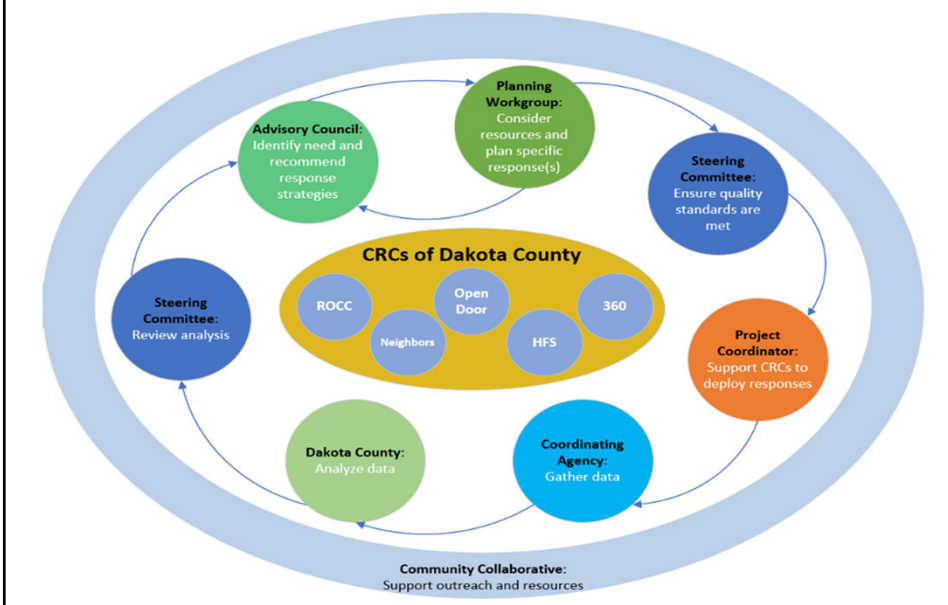 Planning
Workgroup:
Consider
resources and
plan specific
response(s)
Advisory Council:
Identify need and
recommend
response
strategies
Steering
Committee:
Ensure quality
standards are
met
CRCs of Dakota County
ROCC
Open
Door
360
Neighbors
HFS
Steering
Committee:
Review analysis
Project
Coordinator:
Support CRCs to
deploy responses
Dakota County:
Analyze data
Coordinating
Agency:
Gather data
Community Collaborative:
Support outreach and resources